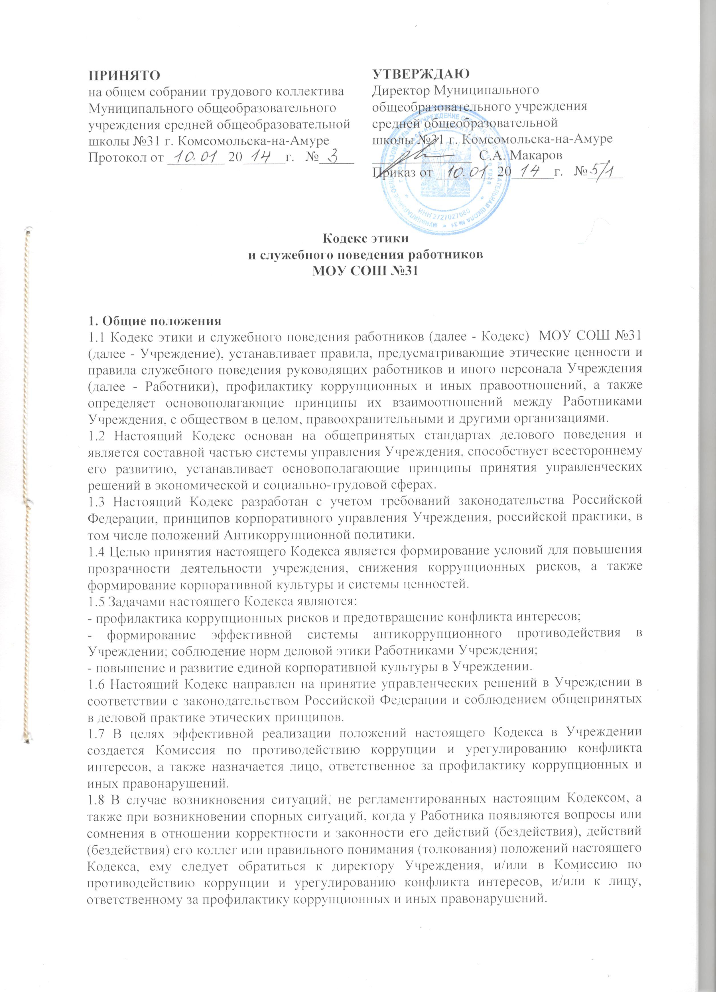 ПРИНЯТО
на общем собрании трудового коллектива
Муниципального общеобразовательного
учреждения средней общеобразовательной
школы №31 г. Комсомольска-на-Амуре
Протокол от 10.01 2014 г. № 3
УТВЕРЖДАЮ
Директор Муниципального
общеобразовательного учреждения
средней общеобразовательной
школы №31 г. Комсомольска-на-Амуре
С.А. Макаров
Приказ от 10.01 2014 г. № 5/1
ИНН 2727027680
Кодекс этики
и служебного поведения работников
МОУ СОШ №31
1. Общие положения
1.1 Кодекс этики и служебного поведения работников (далее - Кодекс) МОУ СОШ №31
(далее - Учреждение), устанавливает правила, предусматривающие этические ценности и
правила служебного поведения руководящих работников и иного персонала Учреждения
(далее - Работники), профилактику коррупционных и иных правоотношений, а также
определяет основополагающие принципы их взаимоотношений между Работниками
Учреждения, с обществом в целом, правоохранительными и другими организациями.
1.2 Настоящий Кодекс основан на общепринятых стандартах делового поведения и
является составной частью системы управления Учреждения, способствует всестороннему
его развитию, устанавливает основополагающие принципы принятия управленческих
решений в экономической и социально-трудовой сферах.
1.3 Настоящий Кодекс разработан с учетом требований законодательства Российской
Федерации, принципов корпоративного управления Учреждения, российской практики, в
том числе положений Антикоррупционной политики.
1.4 Целью принятия настоящего Кодекса является формирование условий для повышения
прозрачности деятельности учреждения, снижения коррупционных рисков, а также
формирование корпоративной культуры и системы ценностей.
1.5 Задачами настоящего Кодекса являются:
- профилактика коррупционных рисков и предотвращение конфликта интересов;
- формирование эффективной системы антикоррупционного противодействия в
Учреждении; соблюдение норм деловой этики Работниками Учреждения;
- повышение и развитие единой корпоративной культуры в Учреждении.
1.6 Настоящий Кодекс направлен на принятие управленческих решений в Учреждении в
соответствии с законодательством Российской Федерации и соблюдением общепринятых
в деловой практике этических принципов.
1.7 В целях эффективной реализации положений настоящего Кодекса в Учреждении
создается Комиссия по противодействию коррупции и урегулированию конфликта
интересов, а также назначается лицо, ответственное за профилактику коррупционных и
иных правонарушений.
1.8 В случае возникновения ситуаций, не регламентированных настоящим Кодексом, а
также при возникновении спорных ситуаций, когда у Работника появляются вопросы или
сомнения в отношении корректности и законности его действий (бездействия), действий
(бездействия) его коллег или правильного понимания (толкования) положений настоящего
Кодекса, ему следует обратиться к директору Учреждения, и/или в Комиссию по
противодействию коррупции и урегулированию конфликта интересов, и/или к лицу,
ответственному за профилактику коррупционных и иных правонарушений.